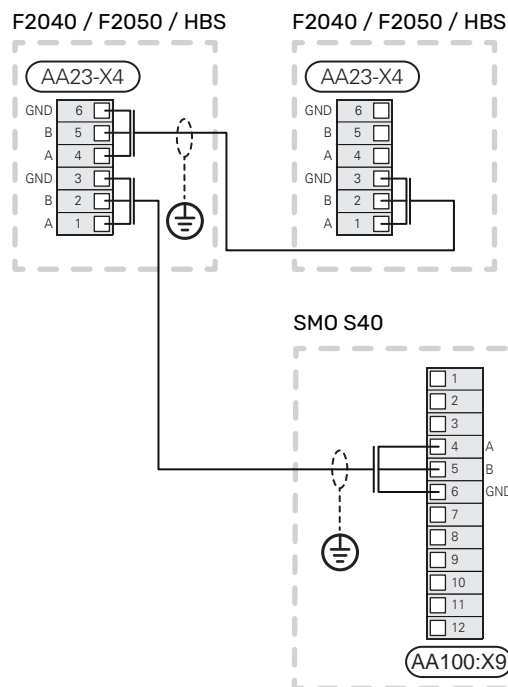 F2040 / F2050 / HBS
AA23-X4
GND 6
B 5
A 4
GND 3
B 2
A 1
F2040 / F2050 / HBS
AA23-X4
GND 6
B 5
A 4
GND 3
B 2
A 1
SMO S40
1
2
3
4 A
5 B
6 GND
7
8
9
10
11
12
AA100:X9